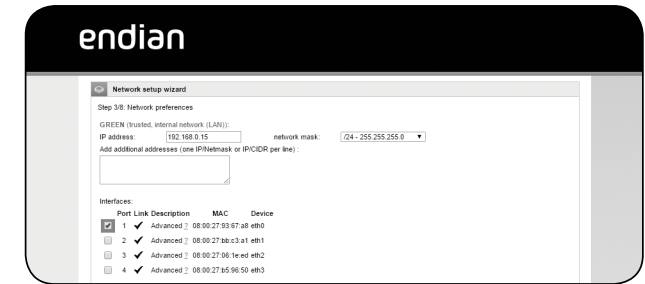 endian
Network setup wizard
Step 3/8: Network preferences
GREEN (trusted, internal network (LAN)):
IP address: 192.168.0.15 network mask: /24 - 255.255.255.0
Add additional addresses (one IP/Netmask or IP/CIDR per line) :
Interfaces:
Port Link Description MAC Device
1 Advanced ? 08:00:27:93:67:a8 eth0
2 Advanced ? 08:00:27:bb:c3:a1 eth1
3 Advanced ? 08:00:27:06:1e:ed eth2
4 Advanced ? 08:00:27:b5:96:50 eth3